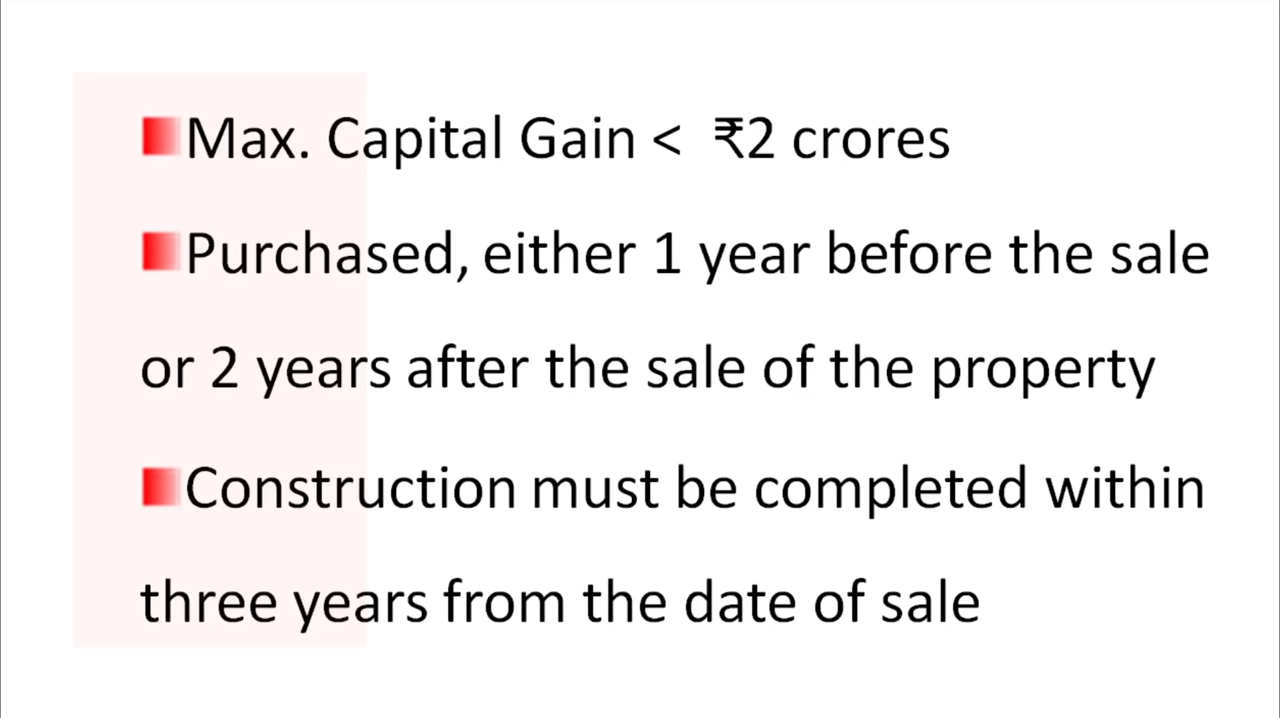 Max. Capital Gain < ₹2 crores
Purchased, either 1 year before the sale
or 2 years after the sale of the property
Construction must be completed within
three years from the date of sale